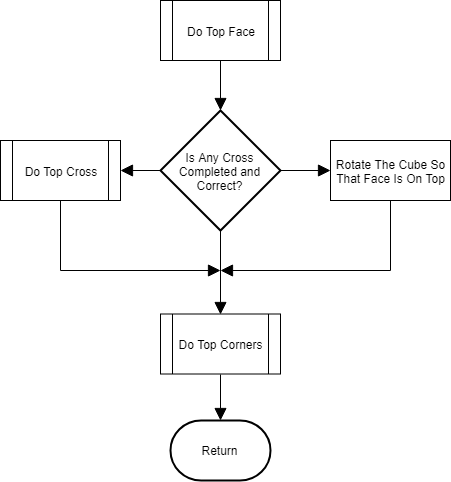 Do Top Face
Is Any Cross
Completed and
Correct?
Do Top Cross
Rotate The Cube So
That Face Is On Top
Do Top Corners
Return